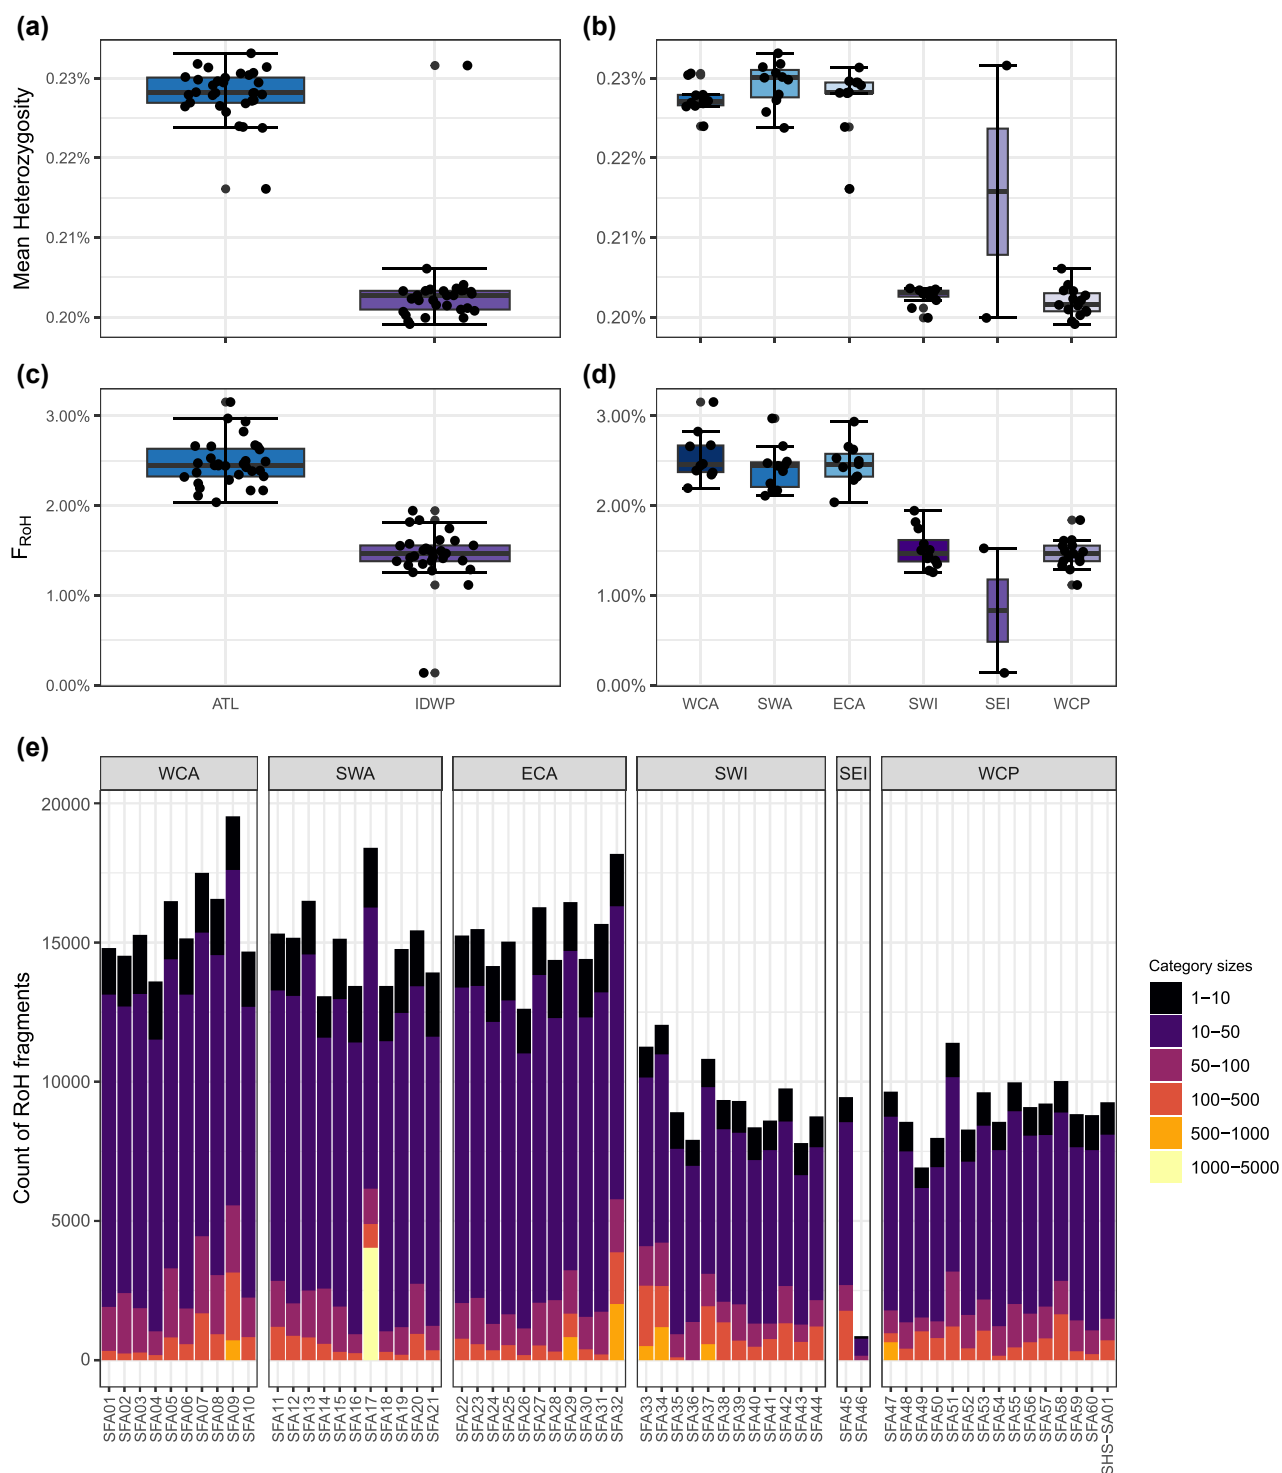 (a)
(b)
Mean Heterozygosity
0.23%
0.22%
0.21%
0.20%
0.23%
0.22%
0.21%
0.20%
(c)
(d)
FRoH
3.00%
2.00%
1.00%
0.00%
3.00%
2.00%
1.00%
0.00%
ATL IDWP
WCA SWA ECA SWI SEI WCP
(e)
WCA SWA ECA SWI SEI WCP
Count of RoH fragments
20000
15000
10000
5000
0
SFA01
SFA02
SFA03
SFA04
SFA05
SFA06
SFA07
SFA08
SFA09
SFA10
SFA11
SFA12
SFA13
SFA14
SFA15
SFA16
SFA17
SFA18
SFA19
SFA20
SFA21
SFA22
SFA23
SFA24
SFA25
SFA26
SFA27
SFA28
SFA29
SFA30
SFA31
SFA32
SFA33
SFA34
SFA35
SFA36
SFA37
SFA38
SFA39
SFA40
SFA41
SFA42
SFA43
SFA44
SFA45
SFA46
SFA47
SFA48
SFA49
SFA50
SFA51
SFA52
SFA53
SFA54
SFA55
SFA56
SFA57
SFA58
SFA59
SFA60
SHS−SA01
Category sizes
1−10
10−50
50−100
100−500
500−1000
1000−5000